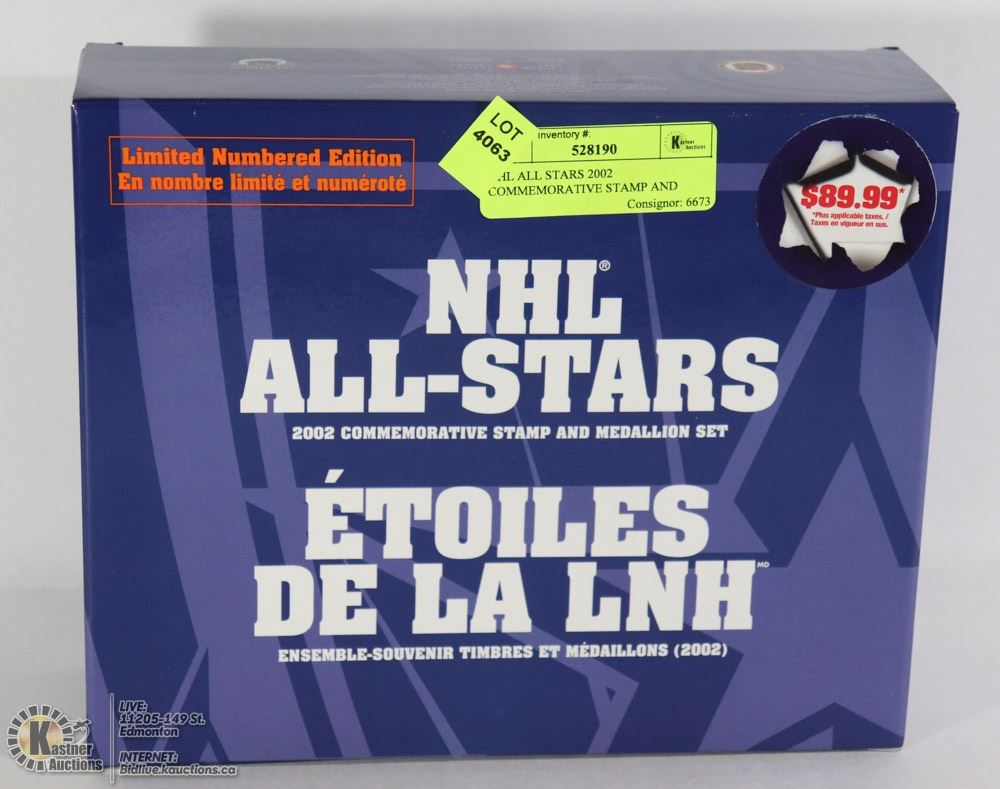 Limited Numbered Edition
En nombre limité et numéroté
LOT
4063
Inventory #:
528190
Kastner
Auctions
HL ALL STARS 2002
COMMEMORATIVE STAMP AND
Consignor: 6673
$89.99*
*Plus applicable taxes. /
Taxes en vigueur en sus.
NHL®
ALL-STARS
2002 COMMEMORATIVE STAMP AND MEDALLION SET
ÉTOILES
DE LA LNH MD
ENSEMBLE-SOUVENIR TIMBRES ET MÉDAILLONS (2002)
Kastner
Auctions
LIVE:
11205-149 St.
Edmonton
INTERNET:
Bidlive.kauctions.ca